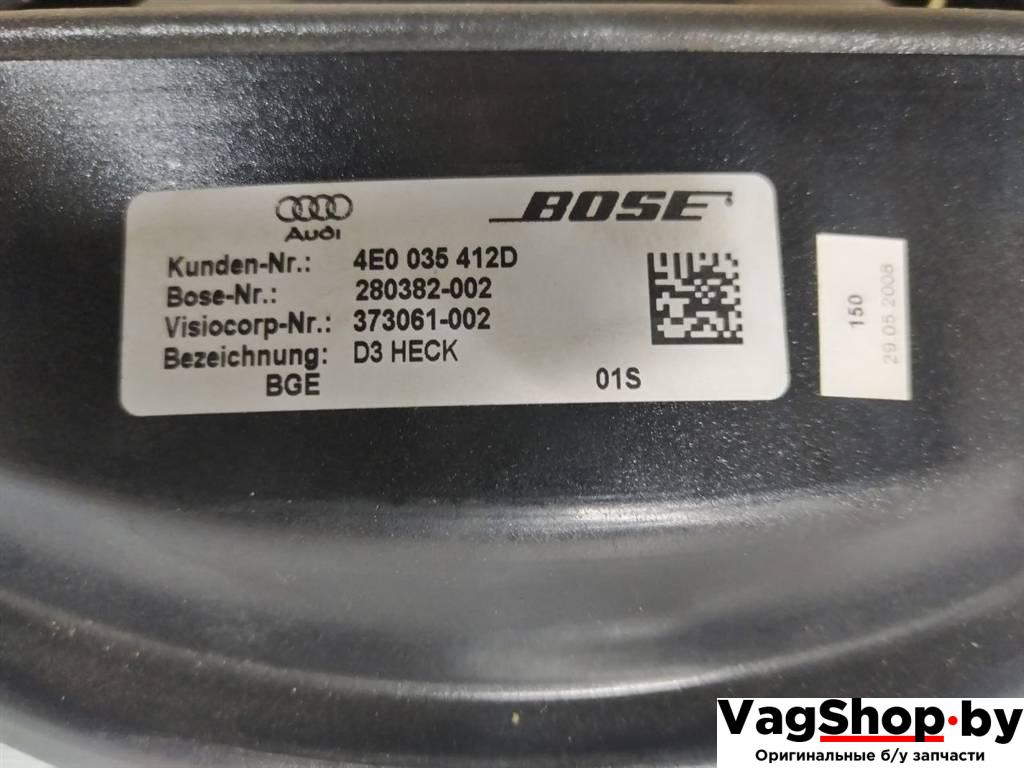 Audi
BOSE
Kunden-Nr.: 4E0 035 412D
Bose-Nr.: 280382-002
Visiocorp-Nr.: 373061-002
Bezeichnung: D3 HECK
BGE 01S
150
29.05.2008
VagShop.by
Оригинальные б/у запчасти